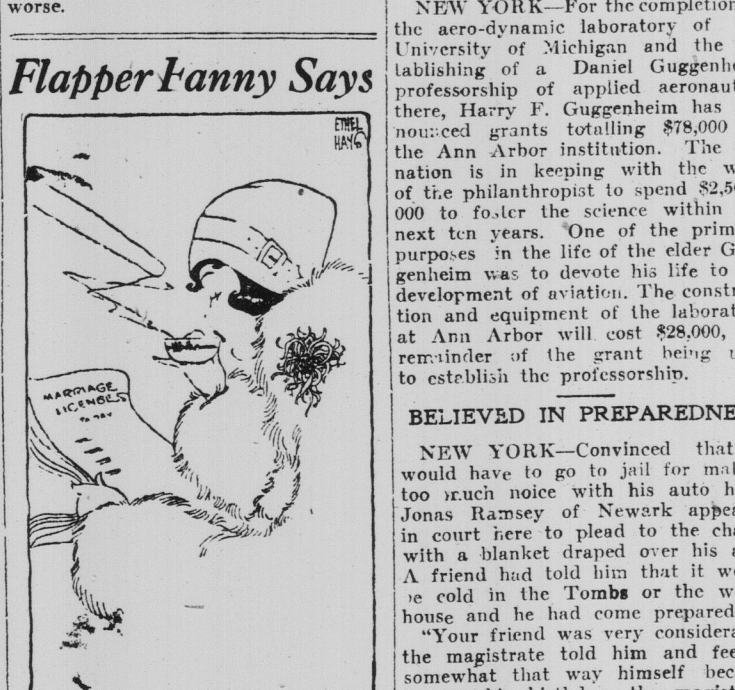 worse.
Flapper Fanny Says
ETHEL
HAYS
MARRIAGE
LICENSES
TO DAY
NEW YORK—For the completion
the aero-dynamic laboratory of
University of Michigan and the
tablishing of a Daniel Guggenhe
professorship of applied aeronaut
there, Harry F. Guggenheim has
nounced grants totalling $78,000
the Ann Arbor institution. The
nation is in keeping with the w
of the philanthropist to spend $2,50
000 to foster the science within
next ten years. One of the prim
purposes in the life of the elder G
genheim was to devote his life to
development of aviation. The constr
tion and equipment of the laborat
at Ann Arbor will cost $28,000,
remainder of the grant being u
to establish the professorship.
BELIEVED IN PREPAREDNE
NEW YORK—Convinced that
would have to go to jail for mak
too much noice with his auto h
Jonas Ramsey of Newark appea
in court here to plead to the cha
with a blanket draped over his a
A friend had told him that it wo
be cold in the Tombs or the w
house and he had come prepared
"Your friend was very considera
the magistrate told him and fee
somewhat that way himself bec